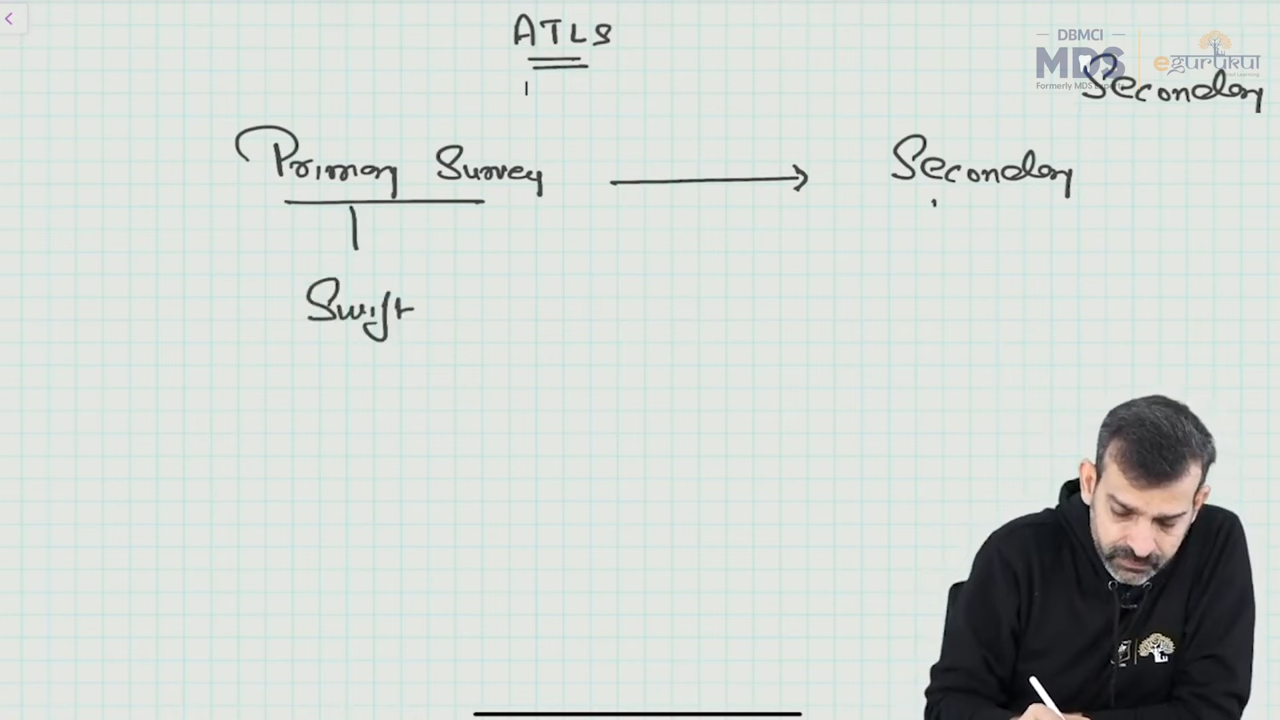 ATLS
DBMCI
MDS
egurukul
Secondary
Primary Survey → Secondary
Swift